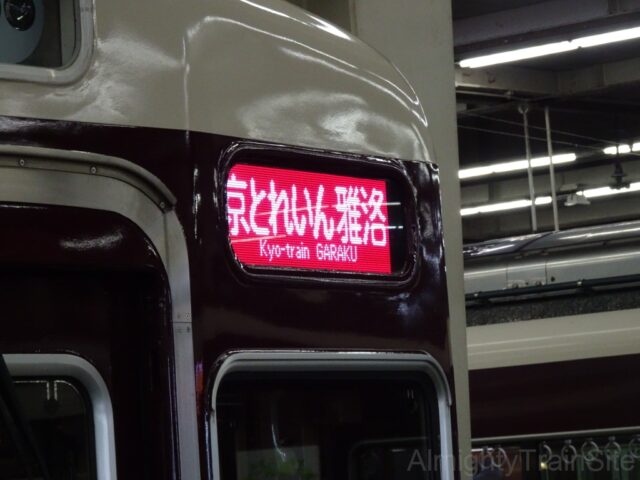 京とれいん雅洛
Kyo-train GARAKU
AlmightyTrainSite